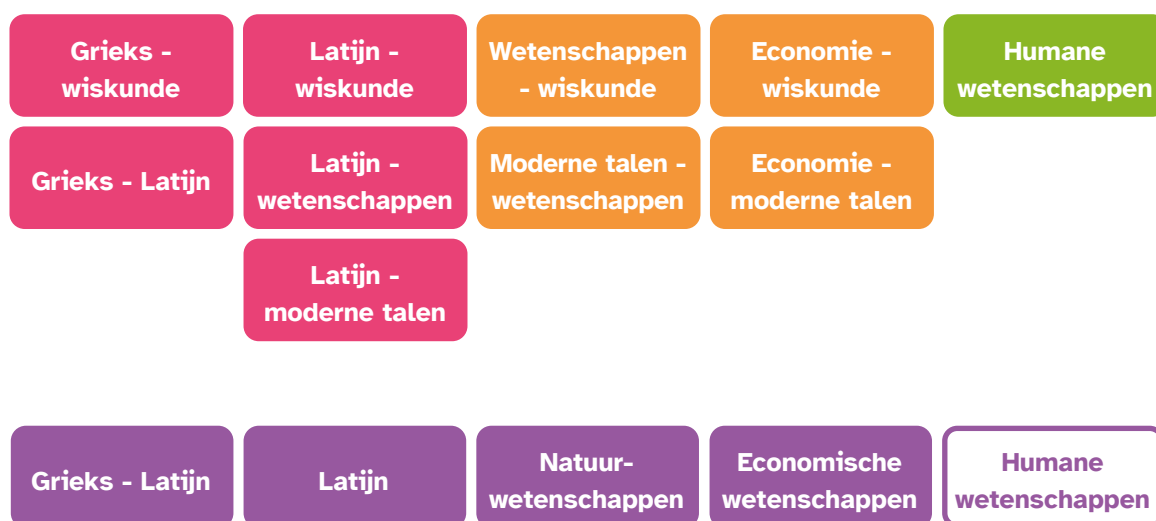 Grieks -
wiskunde
Latijn -
wiskunde
Wetenschappen
- wiskunde
Economie -
wiskunde
Humane
wetenschappen
Grieks - Latijn
Latijn -
wetenschappen
Moderne talen -
wetenschappen
Economie -
moderne talen
Latijn -
moderne talen
Grieks - Latijn
Latijn
Natuur-
wetenschappen
Economische
wetenschappen
Humane
wetenschappen